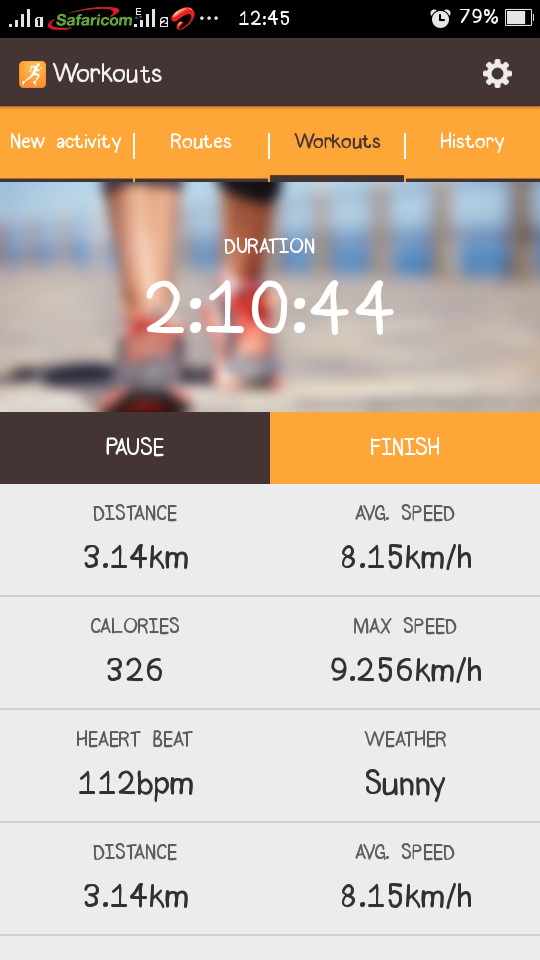 1 Safaricom E 2 ... 12:45 79%
Workouts
New activity Routes Workouts History
DURATION
2:10:44
PAUSE FINISH
DISTANCE AVG. SPEED
3.14km 8.15km/h
CALORIES MAX SPEED
326 9.256km/h
HEAERT BEAT WEATHER
112bpm Sunny
DISTANCE AVG. SPEED
3.14km 8.15km/h